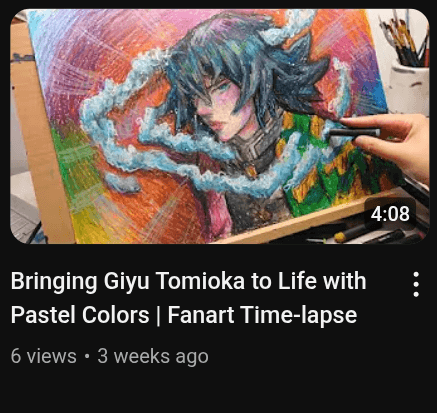 4:08
Bringing Giyu Tomioka to Life with
Pastel Colors | Fanart Time-lapse
6 views • 3 weeks ago